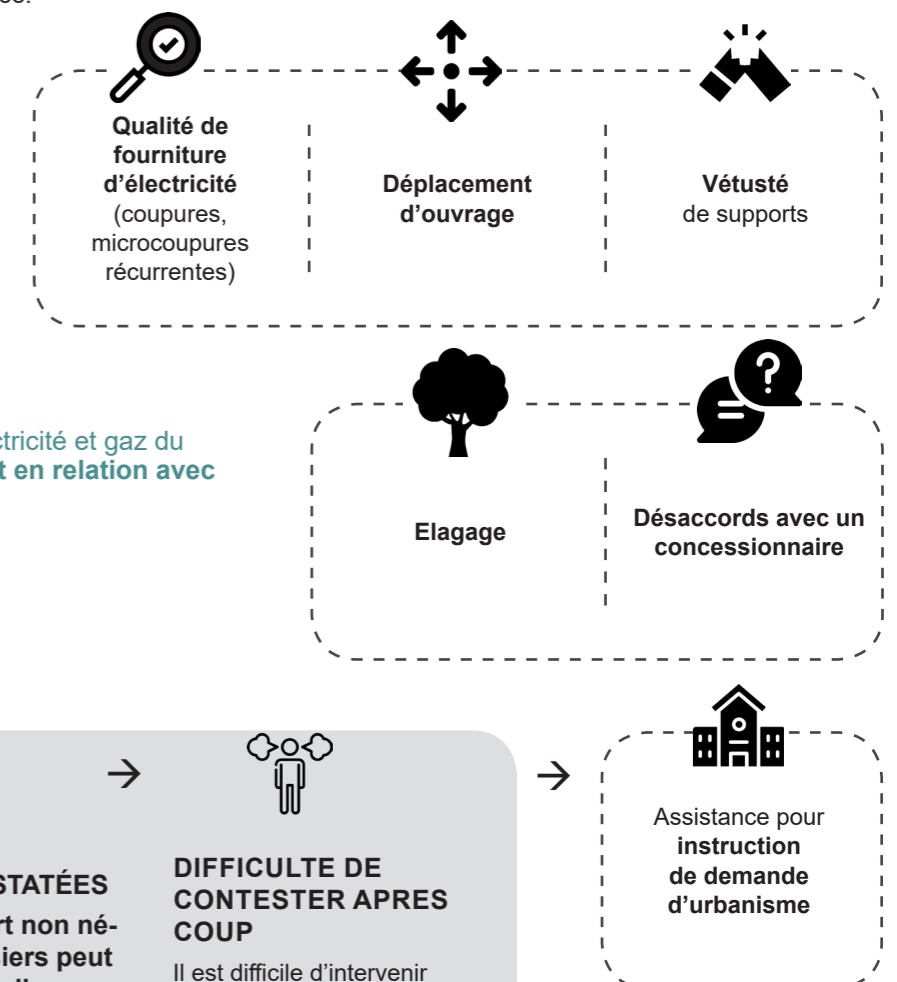 Qualité de
fourniture
d’électricité
(coupures,
microcoupures
récurrentes)
Déplacement
d’ouvrage
Vétusté
de supports
ctricité et gaz du
t en relation avec
Elagage
Désaccords avec un
concessionnaire
STATÉES
rt non né-
siers peut
DIFFICULTE DE
CONTESTER APRES
COUP
Il est difficile d’intervenir
Assistance pour
instruction
de demande
d’urbanisme